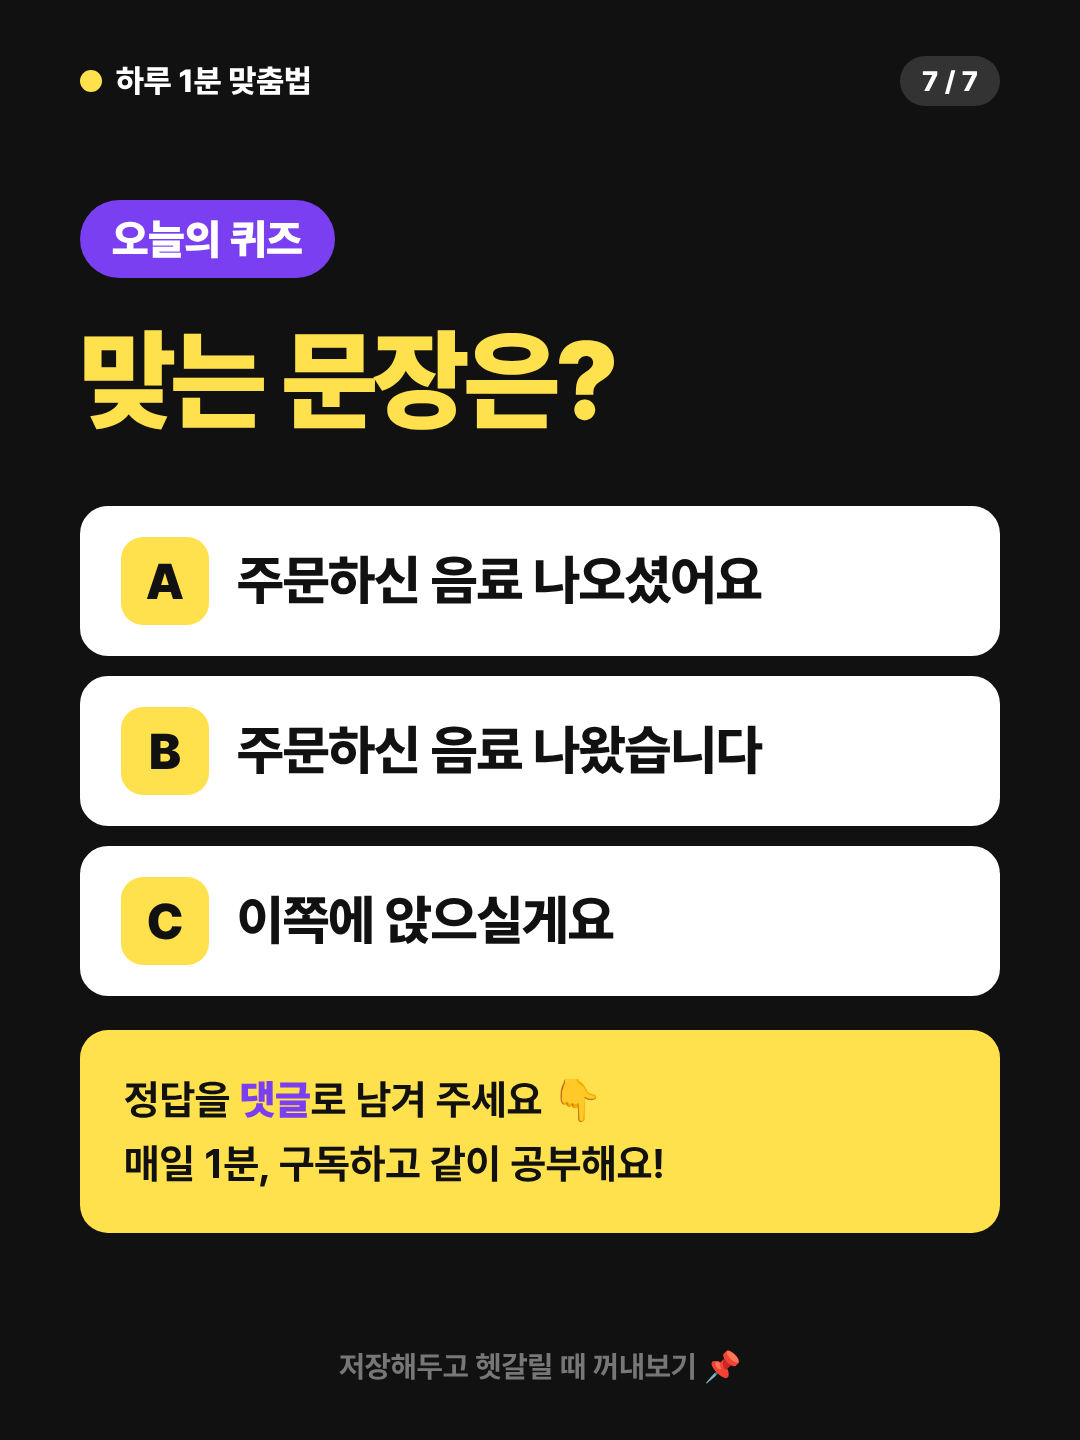 하루 1분 맞춤법
7 / 7
오늘의 퀴즈
맞는 문장은?
A 주문하신 음료 나오셨어요
B 주문하신 음료 나왔습니다
C 이쪽에 앉으실게요
정답을 댓글로 남겨 주세요 👇
매일 1분, 구독하고 같이 공부해요!
저장해두고 헷갈릴 때 꺼내보기 📌